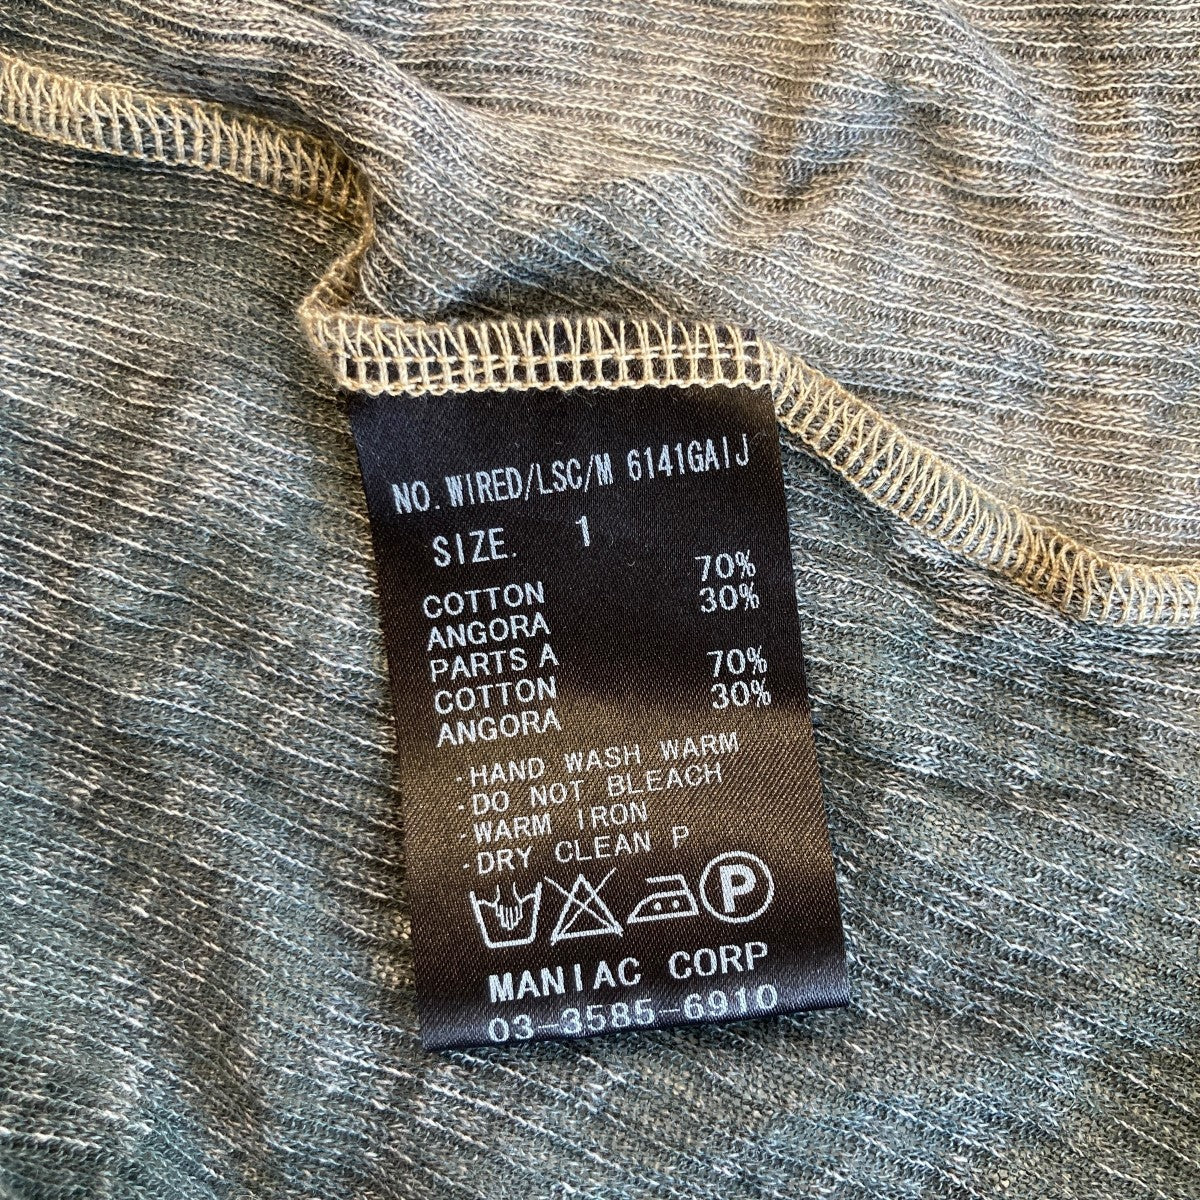 NO. WIRED/LSC/M 6141GAIJ
SIZE. 1
COTTON 70%
ANGORA 30%
PARTS A
COTTON 70%
ANGORA 30%
·HAND WASH WARM
·DO NOT BLEACH
·WARM IRON
·DRY CLEAN P
P
MANIAC CORP
03-3585-6910